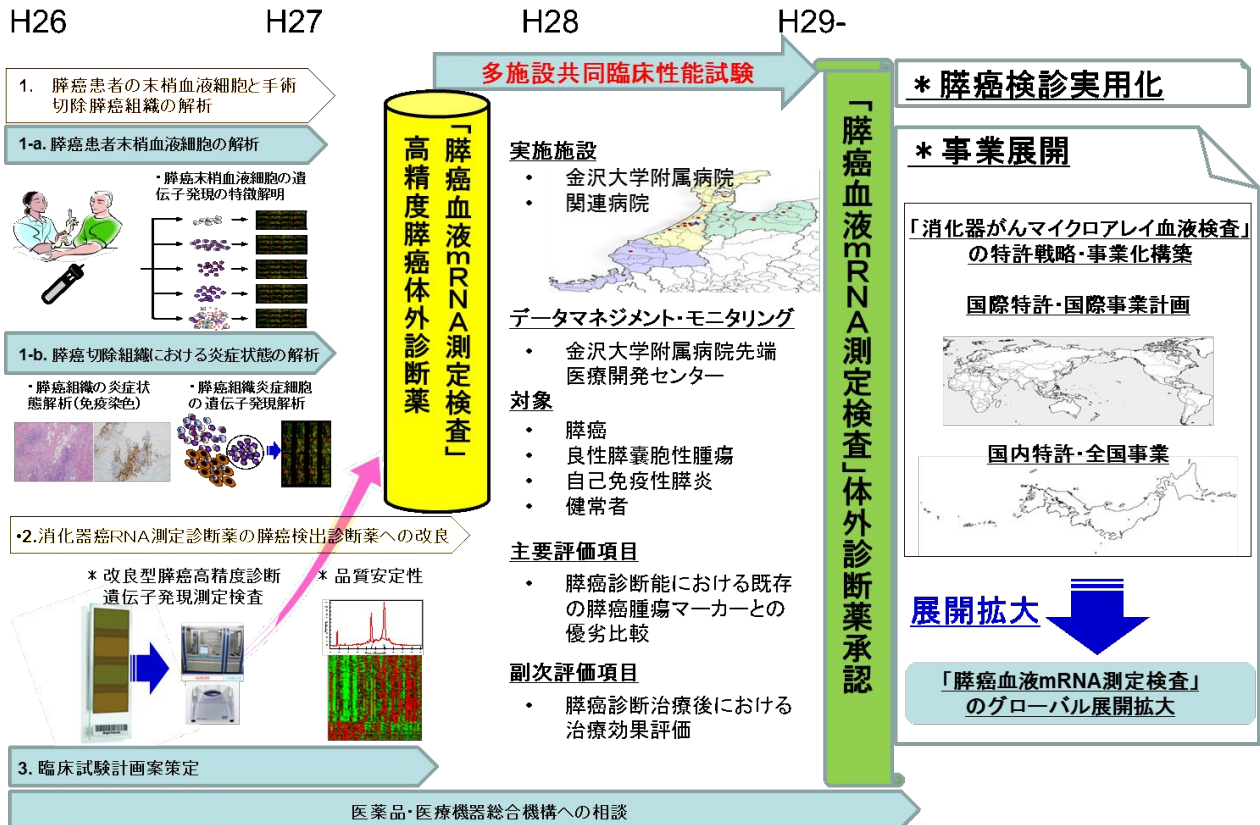 H26
H27
H28
H29-
1. 膵癌患者の末梢血液細胞と手術
切除膵癌組織の解析
1-a. 膵癌患者末梢血液細胞の解析
・膵癌末梢血液細胞の遺
伝子発現の特徴解明
1-b. 膵癌切除組織における炎症状態の解析
・膵癌組織の炎症状
態解析(免疫染色)
・膵癌組織炎症細胞
の遺伝子発現解析
・2.消化器癌RNA測定診断薬の膵癌検出診断薬への改良
＊改良型膵癌高精度診断
遺伝子発現測定検査
＊品質安定性
3. 臨床試験計画案策定
医薬品・医療機器総合機構への相談
「膵癌血液mRNA測定検査」
高精度膵癌体外診断薬
多施設共同臨床性能試験
実施施設
・ 金沢大学附属病院
・ 関連病院
データマネジメント・モニタリング
・ 金沢大学附属病院先端
医療開発センター
対象
・ 膵癌
・ 良性膵嚢胞性腫瘍
・ 自己免疫性膵炎
・ 健常者
主要評価項目
・ 膵癌診断能における既存
の膵癌腫瘍マーカーとの
優劣比較
副次評価項目
・ 膵癌診断治療後における
治療効果評価
「膵癌血液mRNA測定検査」体外診断薬承認
＊膵癌検診実用化
＊事業展開
「消化器がんマイクロアレイ血液検査」
の特許戦略・事業化構築
国際特許・国際事業計画
国内特許・全国事業
展開拡大
「膵癌血液mRNA測定検査」
のグローバル展開拡大